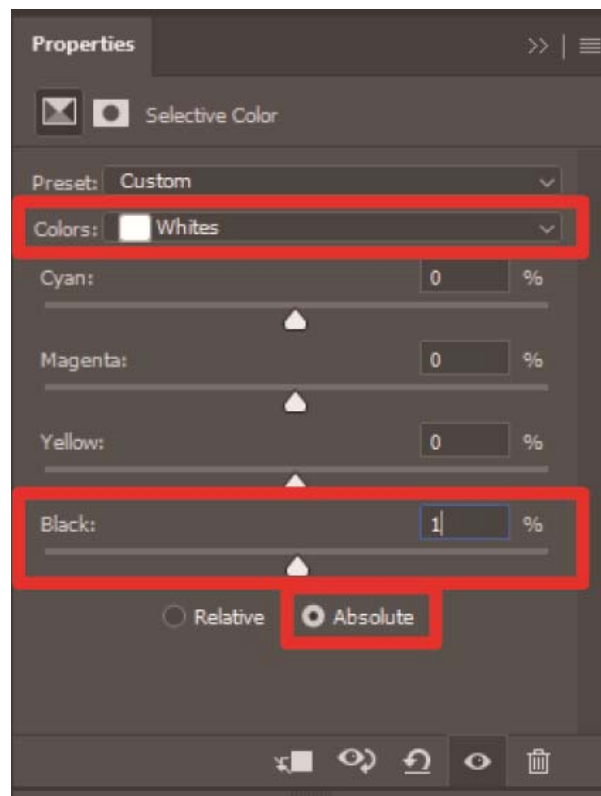 Properties
Selective Color
Preset: Custom
Colors: Whites
Cyan: 0 %
Magenta: 0 %
Yellow: 0 %
Black: 1 %
Relative Absolute